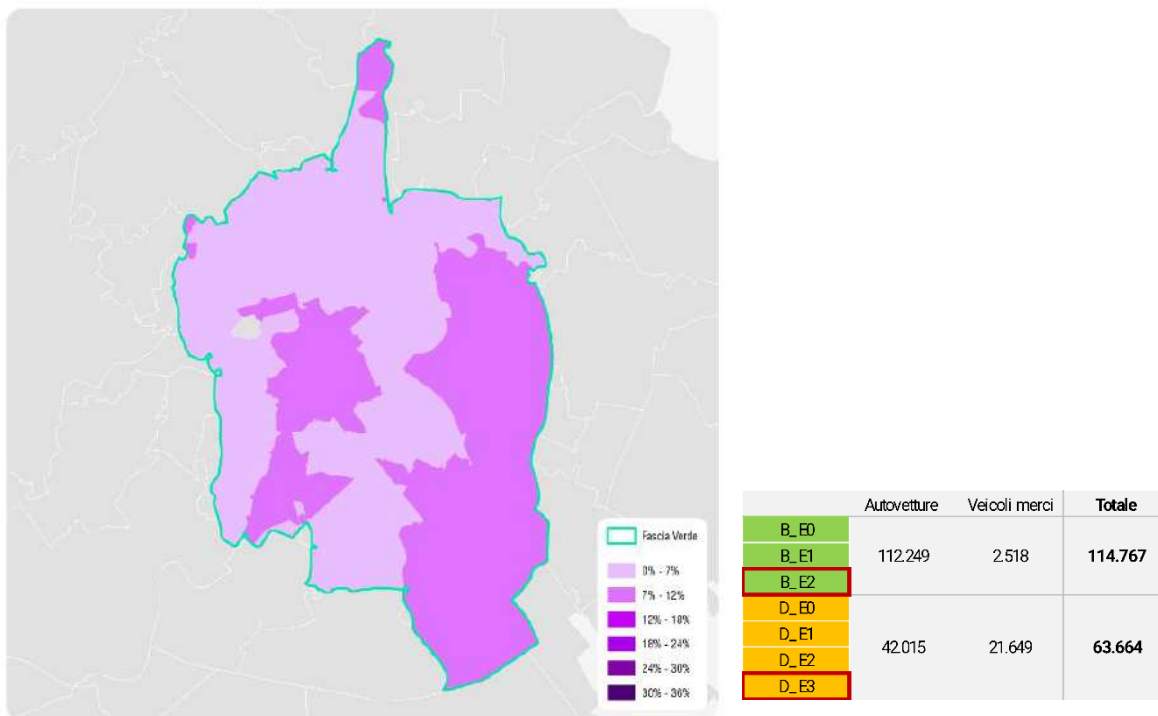 Fascia Verde
0% - 7%
7% - 12%
12% - 18%
18% - 24%
24% - 30%
30% - 36%
Autovetture Veicoli merci Totale
B_E0
B_E1 112.249 2.518 114.767
B_E2
D_E0
D_E1
42.015 21.649 63.664
D_E2
D_E3